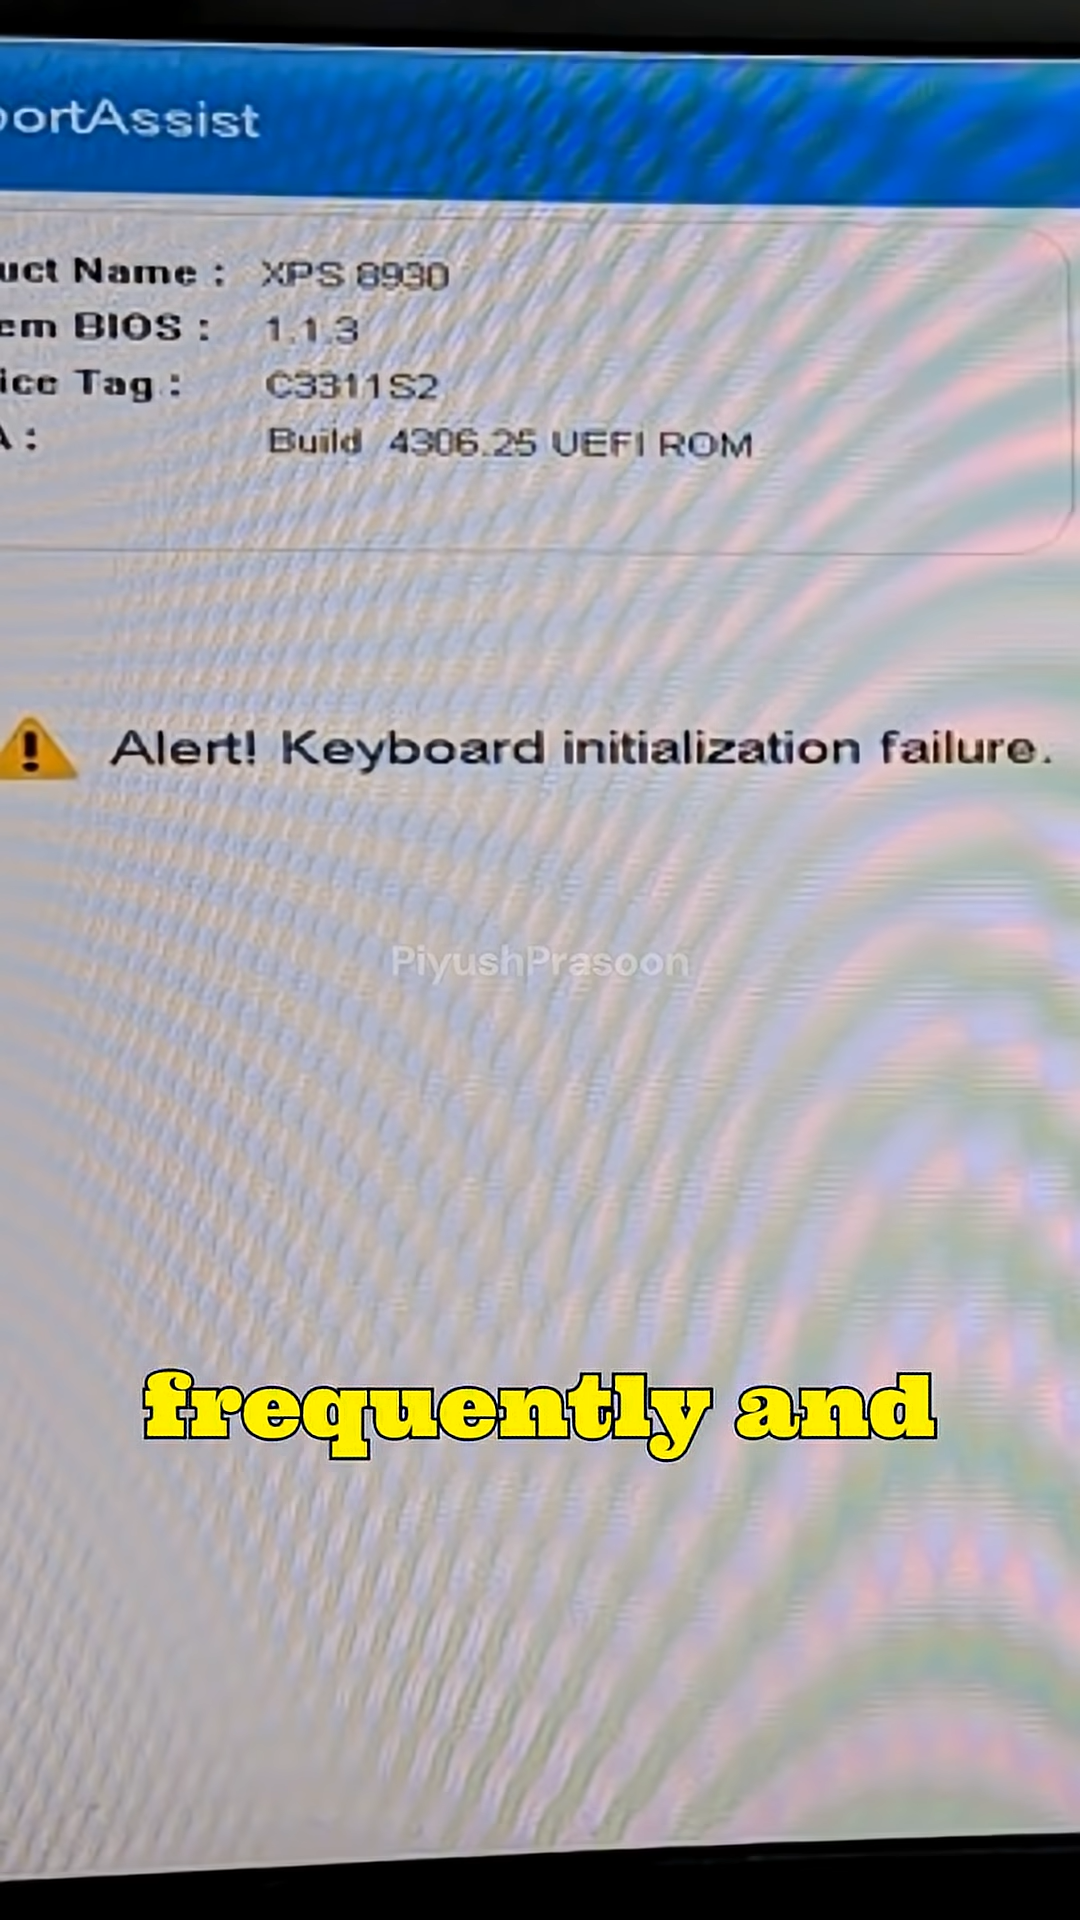 portAssist
uct Name : XPS 8930
em BIOS : 1.1.3
ice Tag : C3311S2
A : Build 4306.25 UEFI ROM
Alert! Keyboard initialization failure.
PiyushPrasoon
frequently and